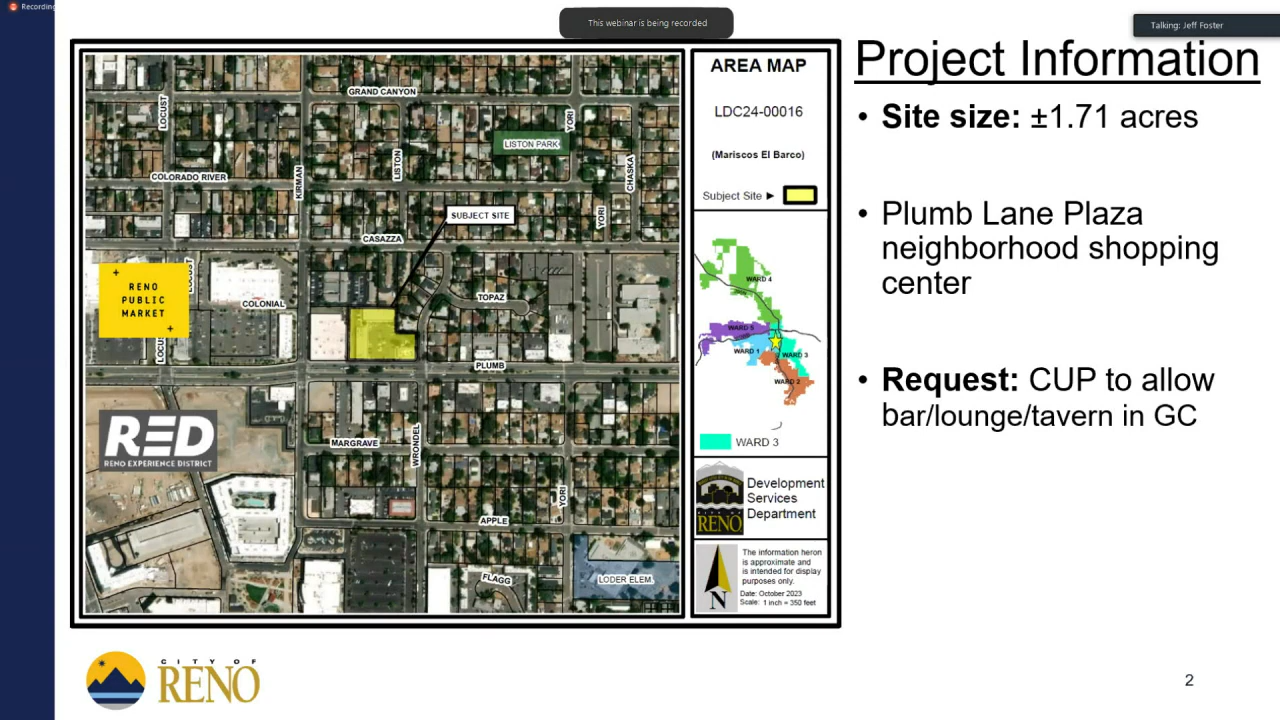 Recording
This webinar is being recorded
Talking: Jeff Foster
Project Information
• Site size: ±1.71 acres
• Plumb Lane Plaza
neighborhood shopping
center
• Request: CUP to allow
bar/lounge/tavern in GC
GRAND CANYON
LOCUST
YORI
LISTON PARK
LISTON
CHASKA
COLORADO RIVER
KIRMAN
YORI
SUBJECT SITE
CASAZZA
LOCUST
RENO
PUBLIC
MARKET
COLONIAL
TOPAZ
LOCU
PLUMB
RED
RENO EXPERIENCE DISTRICT
MARGRAVE
WRONDEL
YORI
APPLE
FLAGG
LODER ELEM.
AREA MAP
LDC24-00016
(Mariscos El Barco)
Subject Site ►
WARD 4
WARD 5
WARD 1
WARD 3
WARD 2
WARD 3
CITY OF
RENO
Development
Services
Department
N
The information heron
is approximate and
is intended for display
purposes only.
Date: October 2023
Scale: 1 inch = 350 feet
CITY OF
RENO
2